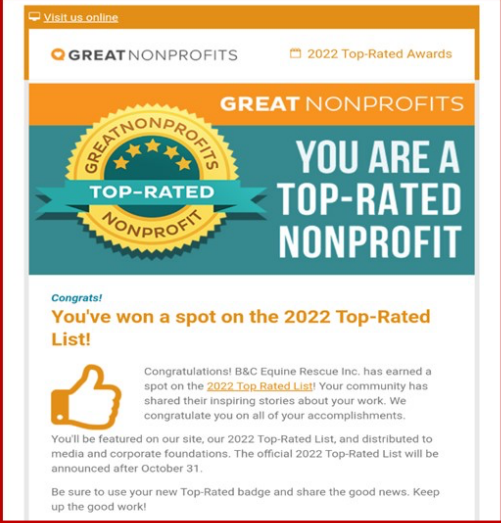 Visit us online
GREATNONPROFITS
2022 Top-Rated Awards
GREAT NONPROFITS
GREATNONPROFITS
TOP-RATED
NONPROFIT
YOU ARE A
TOP-RATED
NONPROFIT
Congrats!
You've won a spot on the 2022 Top-Rated
List!
Congratulations! B&C Equine Rescue Inc. has earned a
spot on the 2022 Top Rated List! Your community has
shared their inspiring stories about your work. We
congratulate you on all of your accomplishments.
You'll be featured on our site, our 2022 Top-Rated List, and distributed to
media and corporate foundations. The official 2022 Top-Rated List will be
announced after October 31.
Be sure to use your new Top-Rated badge and share the good news. Keep
up the good work!